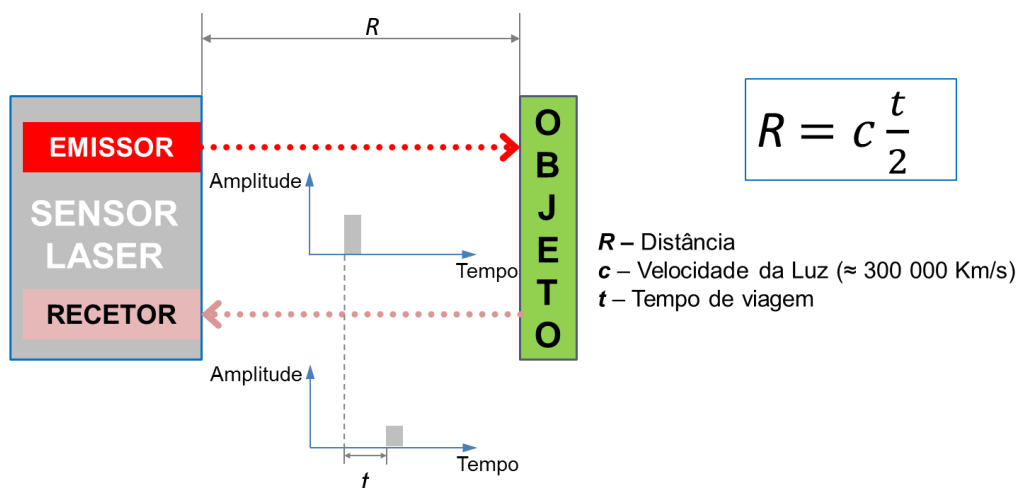 R
EMISSOR
SENSOR
LASER
RECETOR
Amplitude
Tempo
Amplitude
Tempo
t
O
B
J
E
T
O
R = c t/2
R – Distância
c – Velocidade da Luz (≈ 300 000 Km/s)
t – Tempo de viagem